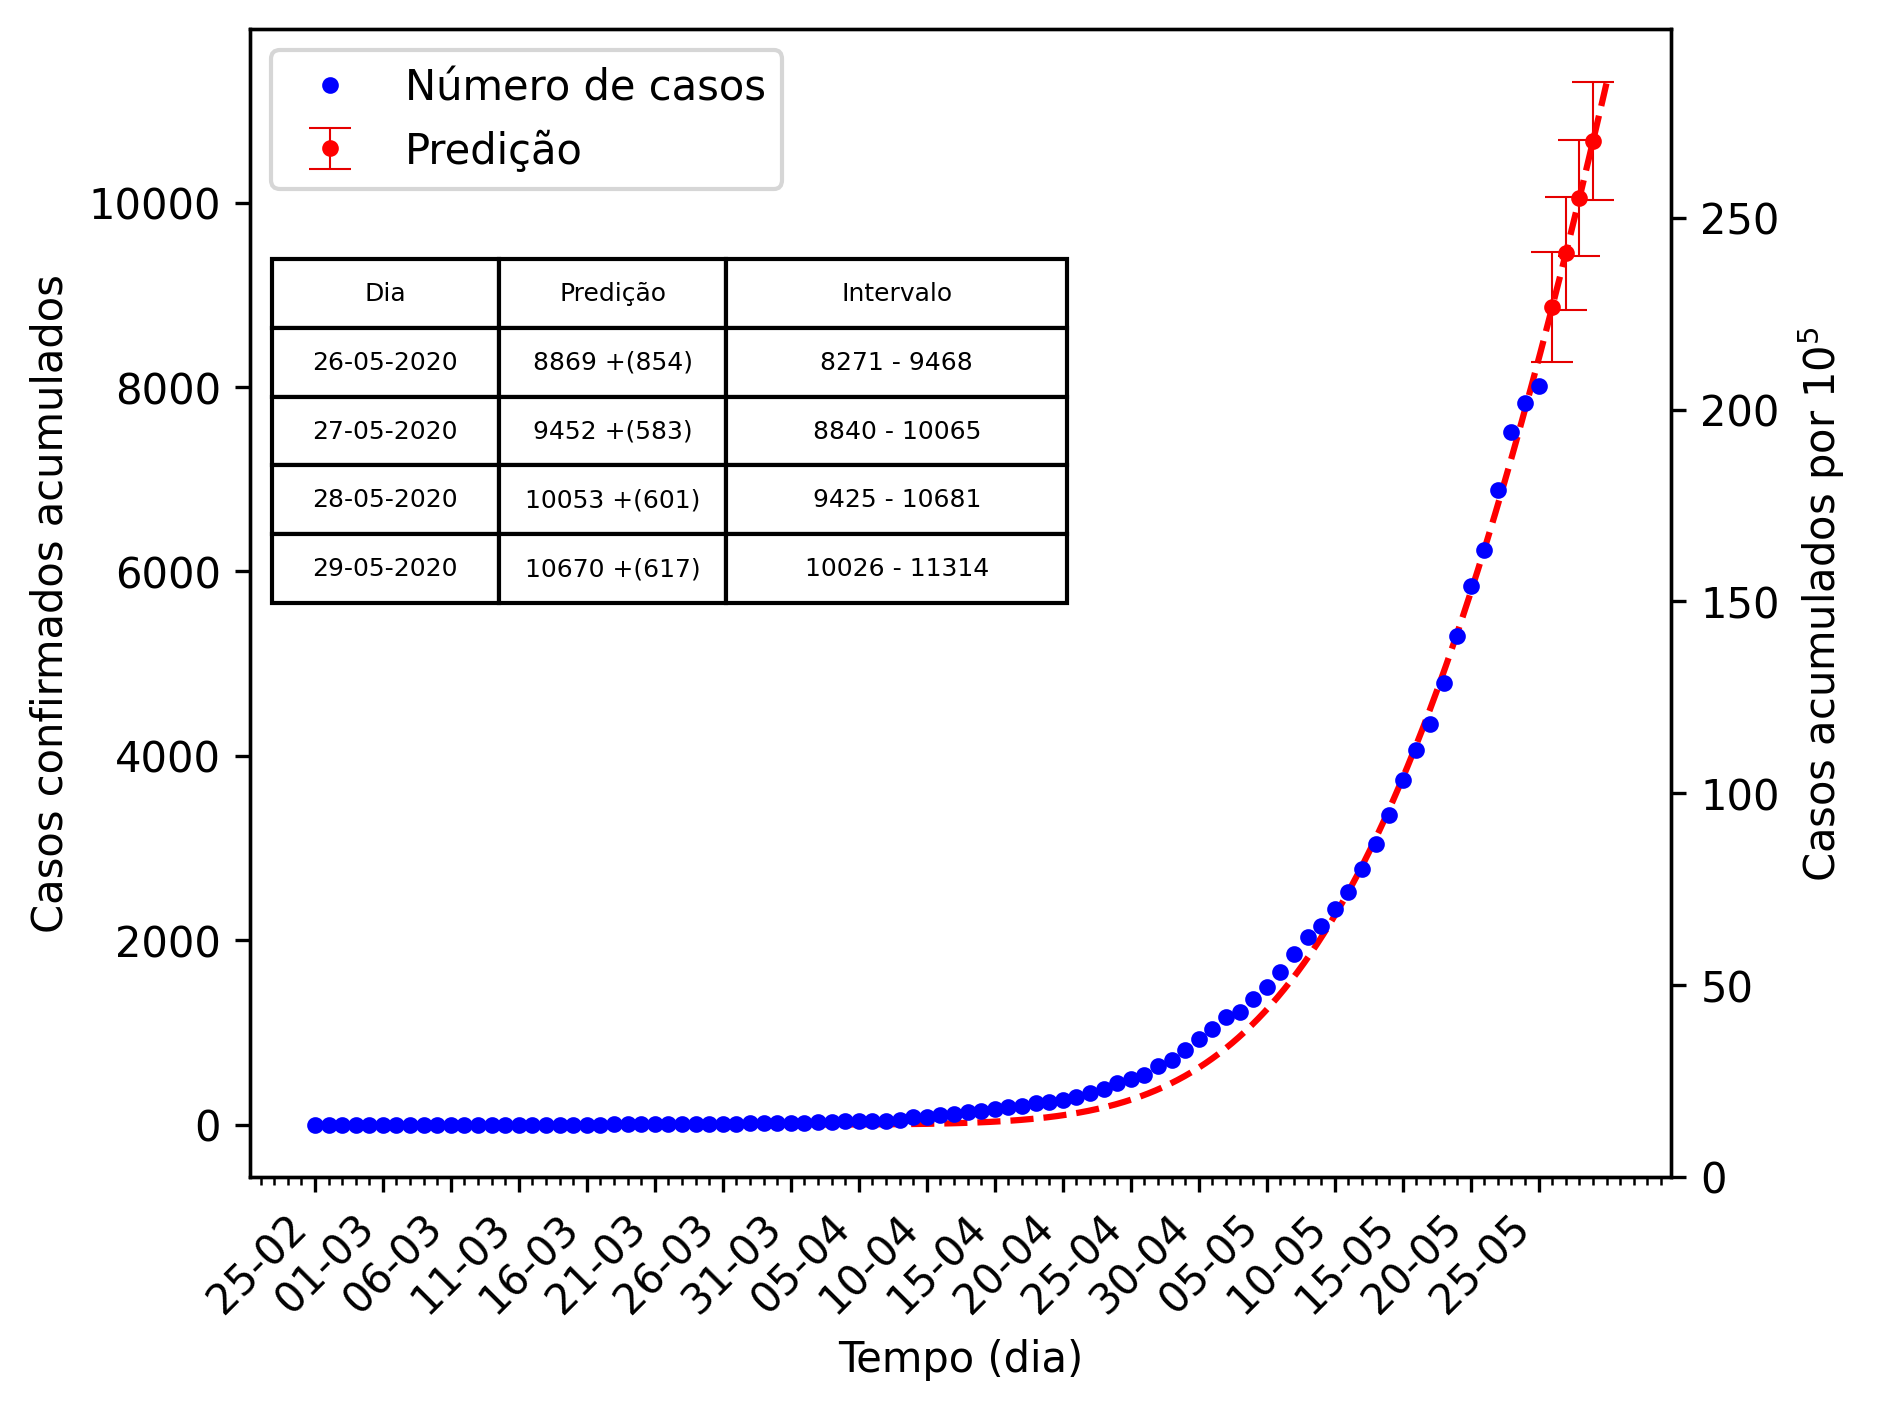 Número de casos
Predição
Dia Predição Intervalo
26-05-2020 8869 +(854) 8271 - 9468
27-05-2020 9452 +(583) 8840 - 10065
28-05-2020 10053 +(601) 9425 - 10681
29-05-2020 10670 +(617) 10026 - 11314
Casos confirmados acumulados
10000
8000
6000
4000
2000
0
250
200
150
100
50
0
Casos acumulados por 10⁵
25-02 01-03 06-03 11-03 16-03 21-03 26-03 31-03 05-04 10-04 15-04 20-04 25-04 30-04 05-05 10-05 15-05 20-05 25-05
Tempo (dia)